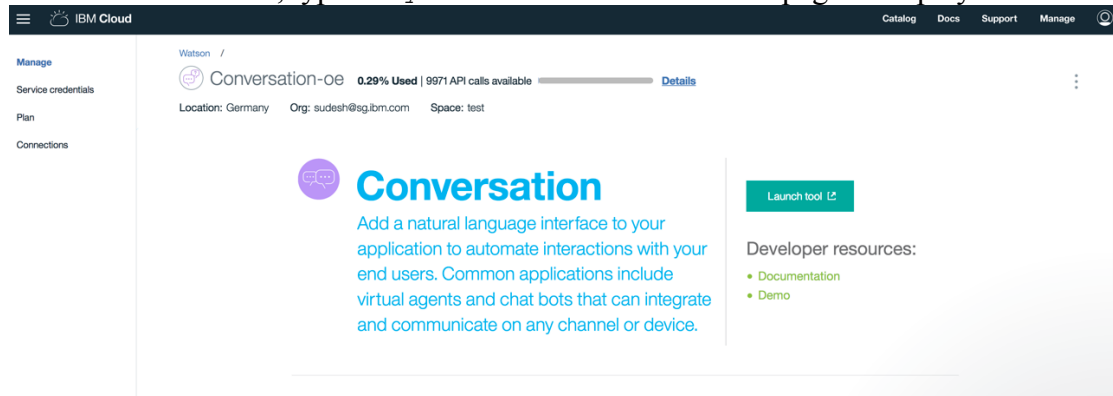 IBM Cloud
Catalog Docs Support Manage
Manage
Service credentials
Plan
Connections
Watson /
Conversation-oe 0.29% Used | 9971 API calls available Details
Location: Germany Org: sudesh@sg.ibm.com Space: test
Conversation
Add a natural language interface to your
application to automate interactions with your
end users. Common applications include
virtual agents and chat bots that can integrate
and communicate on any channel or device.
Launch tool
Developer resources:
• Documentation
• Demo